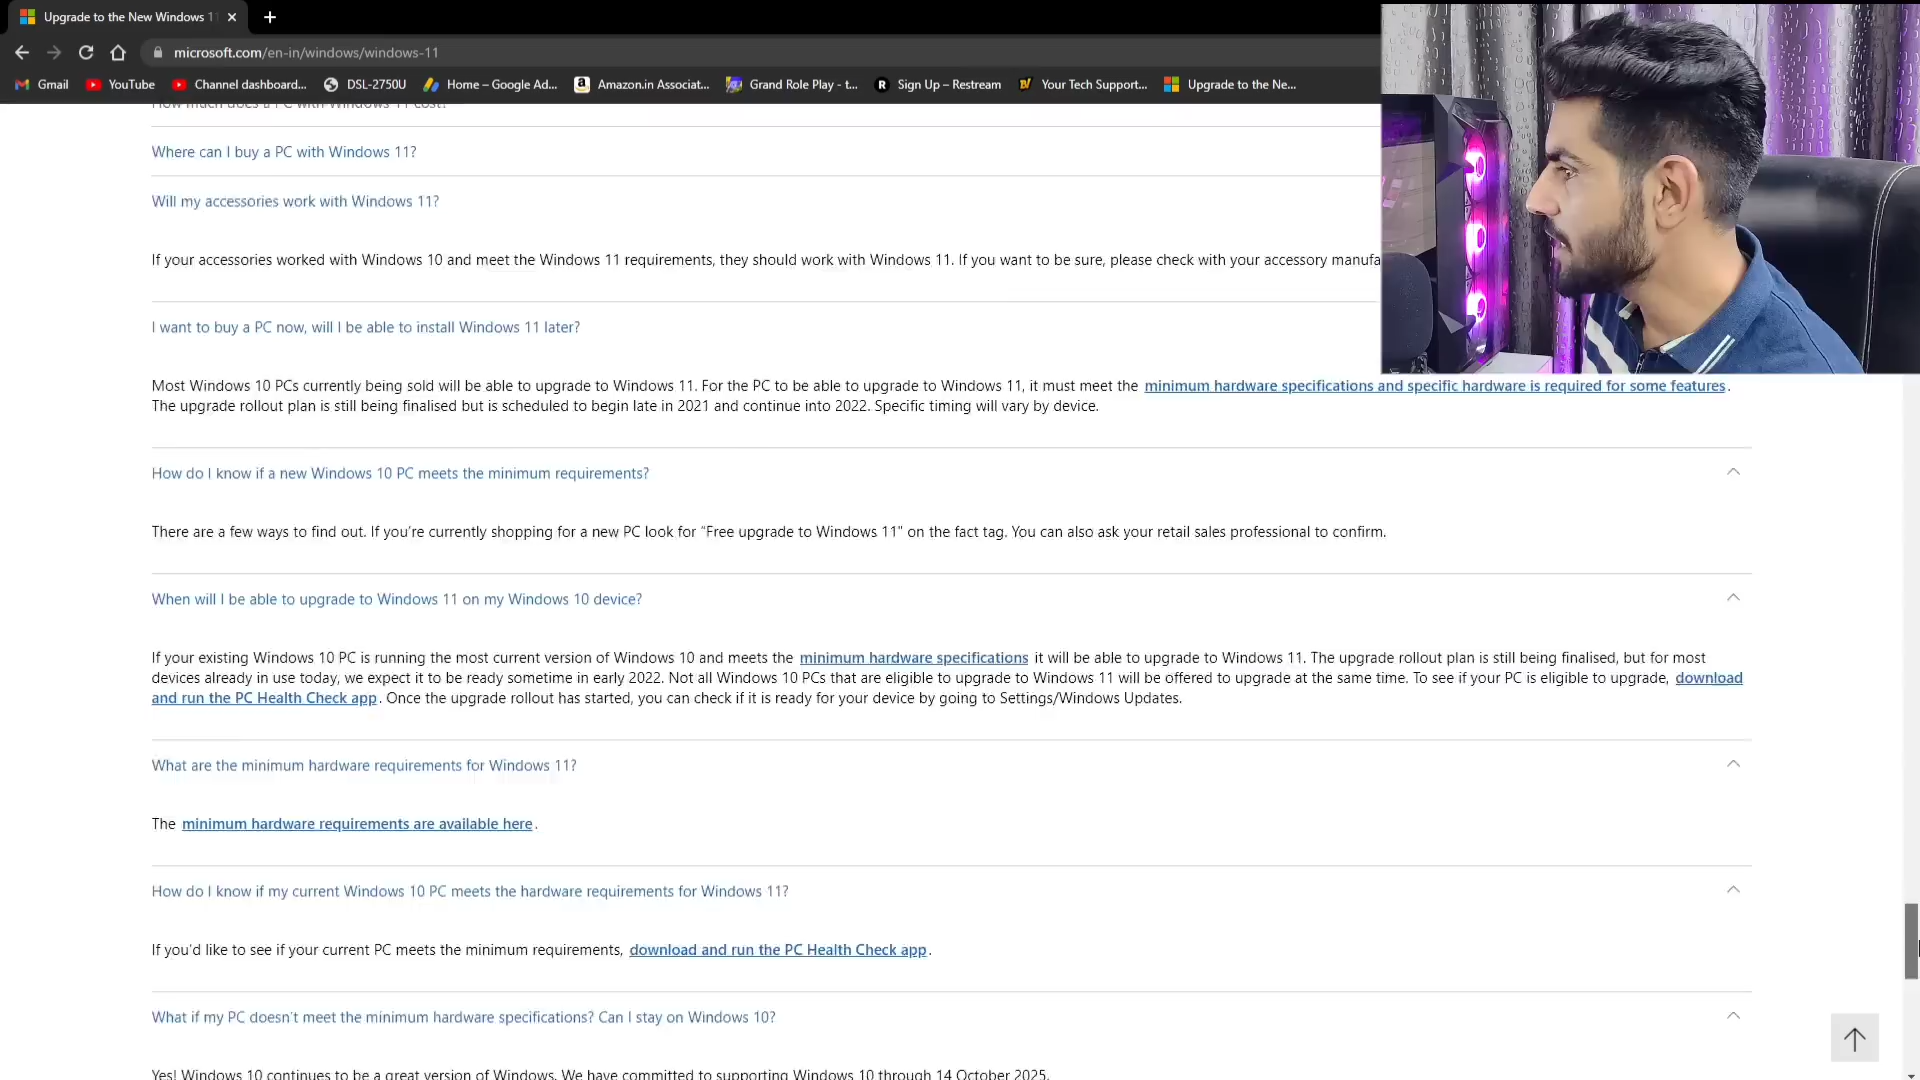 Upgrade to the New Windows 11
microsoft.com/en-in/windows/windows-11
Gmail YouTube Channel dashboard... DSL-2750U Home – Google Ad... Amazon.in Associat... Grand Role Play - t... Sign Up – Restream Your Tech Support... Upgrade to the Ne...
How much does a PC with Windows 11 cost?
Where can I buy a PC with Windows 11?
Will my accessories work with Windows 11?
If your accessories worked with Windows 10 and meet the Windows 11 requirements, they should work with Windows 11. If you want to be sure, please check with your accessory manufa
I want to buy a PC now, will I be able to install Windows 11 later?
Most Windows 10 PCs currently being sold will be able to upgrade to Windows 11. For the PC to be able to upgrade to Windows 11, it must meet the minimum hardware specifications and specific hardware is required for some features.
The upgrade rollout plan is still being finalised but is scheduled to begin late in 2021 and continue into 2022. Specific timing will vary by device.
How do I know if a new Windows 10 PC meets the minimum requirements?
There are a few ways to find out. If you’re currently shopping for a new PC look for “Free upgrade to Windows 11” on the fact tag. You can also ask your retail sales professional to confirm.
When will I be able to upgrade to Windows 11 on my Windows 10 device?
If your existing Windows 10 PC is running the most current version of Windows 10 and meets the minimum hardware specifications it will be able to upgrade to Windows 11. The upgrade rollout plan is still being finalised, but for most
devices already in use today, we expect it to be ready sometime in early 2022. Not all Windows 10 PCs that are eligible to upgrade to Windows 11 will be offered to upgrade at the same time. To see if your PC is eligible to upgrade, download
and run the PC Health Check app. Once the upgrade rollout has started, you can check if it is ready for your device by going to Settings/Windows Updates.
What are the minimum hardware requirements for Windows 11?
The minimum hardware requirements are available here.
How do I know if my current Windows 10 PC meets the hardware requirements for Windows 11?
If you’d like to see if your current PC meets the minimum requirements, download and run the PC Health Check app.
What if my PC doesn’t meet the minimum hardware specifications? Can I stay on Windows 10?
Yes! Windows 10 continues to be a great version of Windows. We have committed to supporting Windows 10 through 14 October 2025.